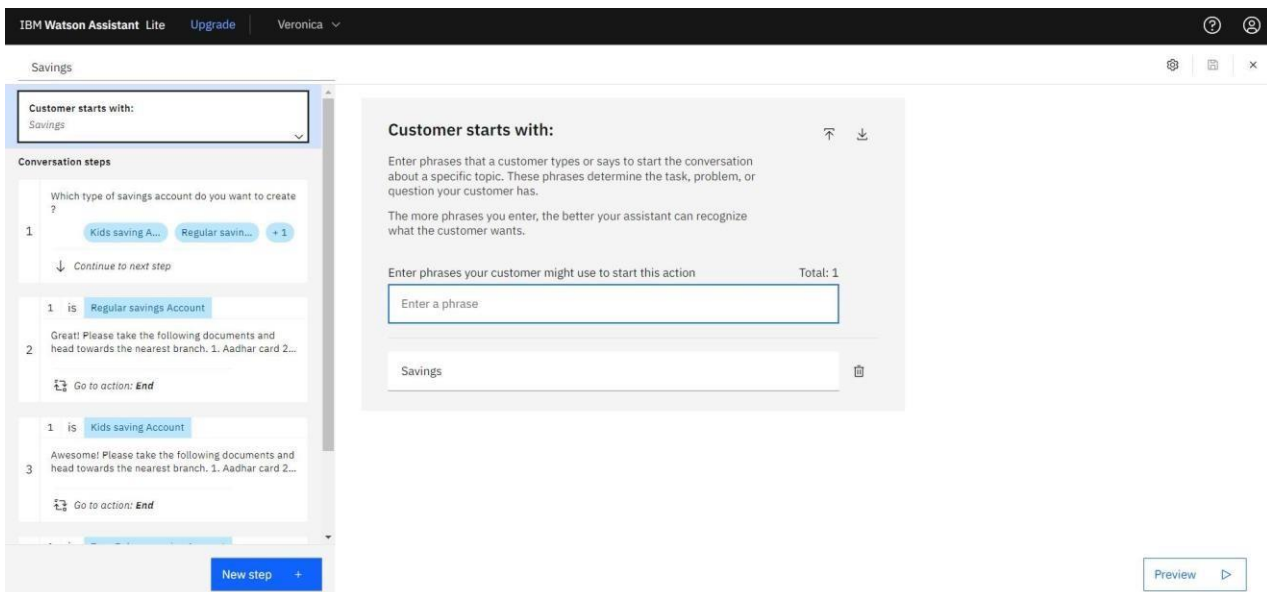 IBM Watson Assistant Lite Upgrade Veronica
Savings
Customer starts with:
Savings
Conversation steps
1
Which type of savings account do you want to create
?
Kids saving A... Regular savin... + 1
Continue to next step
2
1 is Regular savings Account
Great! Please take the following documents and
head towards the nearest branch. 1. Aadhar card 2...
Go to action: End
3
1 is Kids saving Account
Awesome! Please take the following documents and
head towards the nearest branch. 1. Aadhar card 2...
Go to action: End
New step +
Customer starts with:
Enter phrases that a customer types or says to start the conversation
about a specific topic. These phrases determine the task, problem, or
question your customer has.
The more phrases you enter, the better your assistant can recognize
what the customer wants.
Enter phrases your customer might use to start this action Total: 1
Enter a phrase
Savings
Preview